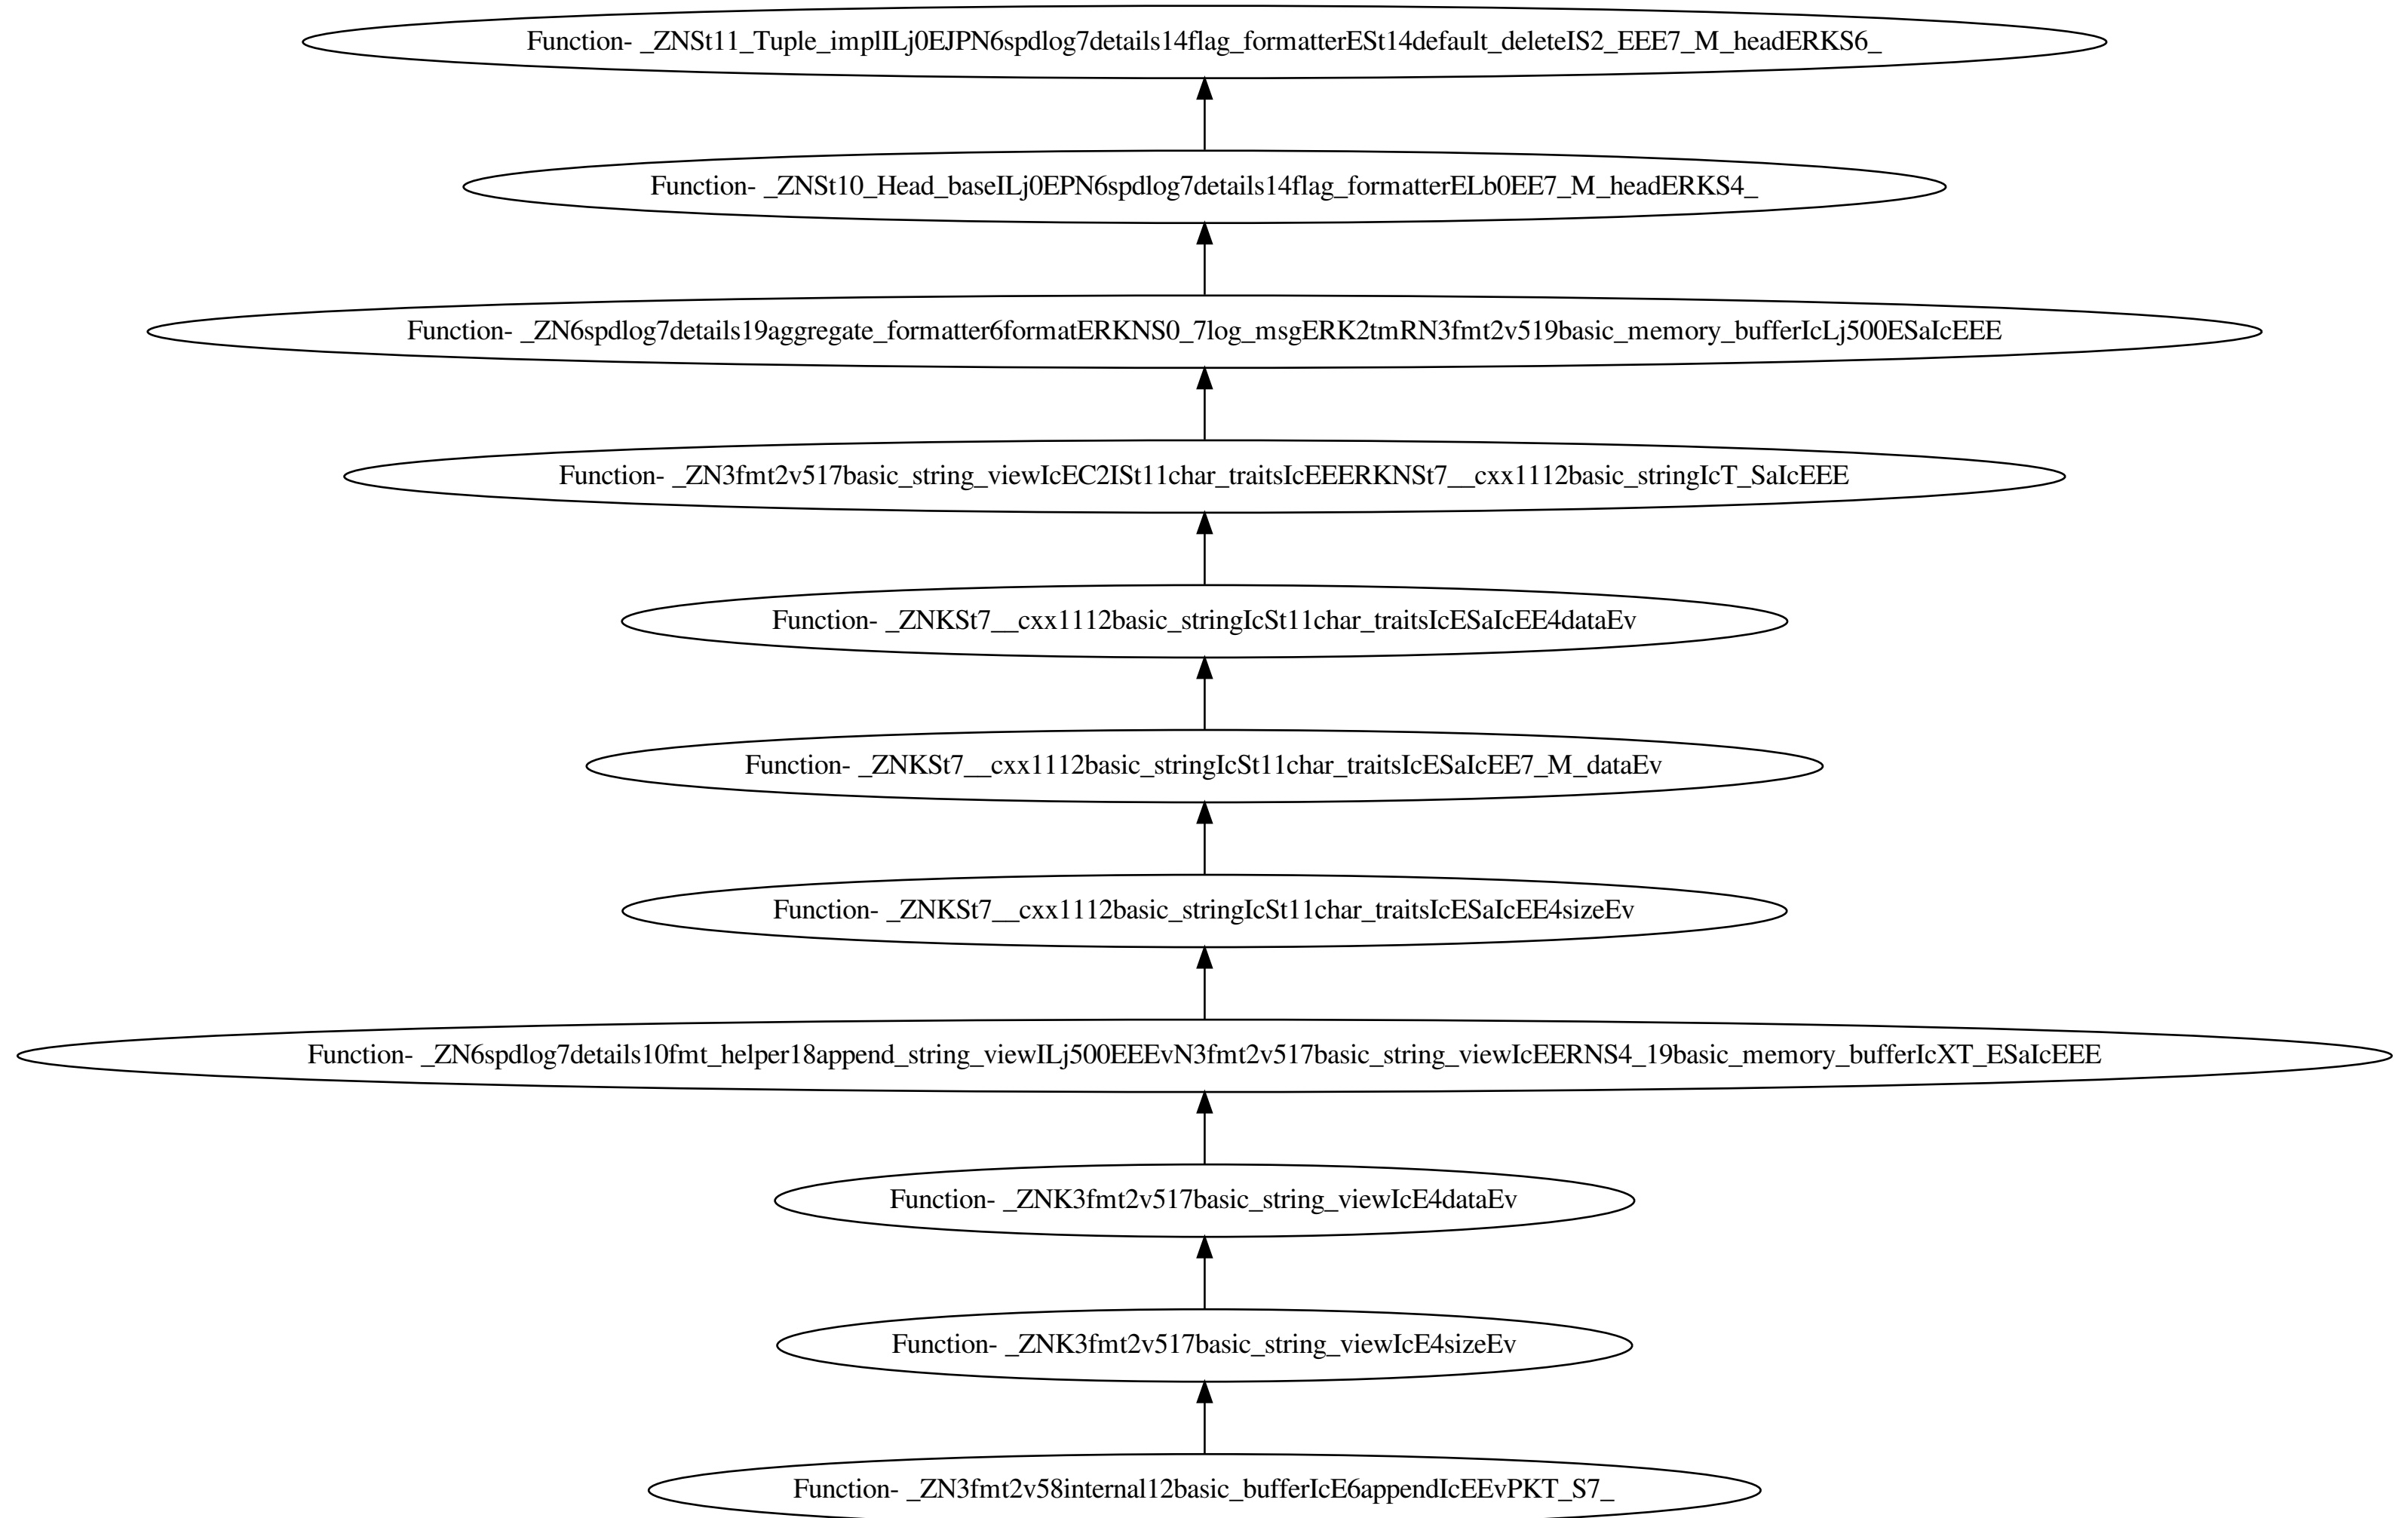 Function- _ZNSt11_Tuple_implILj0EJPN6spdlog7details14flag_formatterESt14default_deleteIS2_EEE7_M_headERKS6_
Function- _ZNSt10_Head_baseILj0EPN6spdlog7details14flag_formatterELb0EE7_M_headERKS4_
Function- _ZN6spdlog7details19aggregate_formatter6formatERKNS0_7log_msgERK2tmRN3fmt2v519basic_memory_bufferIcLj500ESaIcEEE
Function- _ZN3fmt2v517basic_string_viewIcEC2ISt11char_traitsIcEEERKNSt7__cxx1112basic_stringIcT_SaIcEEE
Function- _ZNKSt7__cxx1112basic_stringIcSt11char_traitsIcESaIcEE4dataEv
Function- _ZNKSt7__cxx1112basic_stringIcSt11char_traitsIcESaIcEE7_M_dataEv
Function- _ZNKSt7__cxx1112basic_stringIcSt11char_traitsIcESaIcEE4sizeEv
Function- _ZN6spdlog7details10fmt_helper18append_string_viewILj500EEEvN3fmt2v517basic_string_viewIcEERNS4_19basic_memory_bufferIcXT_ESaIcEEE
Function- _ZNK3fmt2v517basic_string_viewIcE4dataEv
Function- _ZNK3fmt2v517basic_string_viewIcE4sizeEv
Function- _ZN3fmt2v58internal12basic_bufferIcE6appendIcEEvPKT_S7_